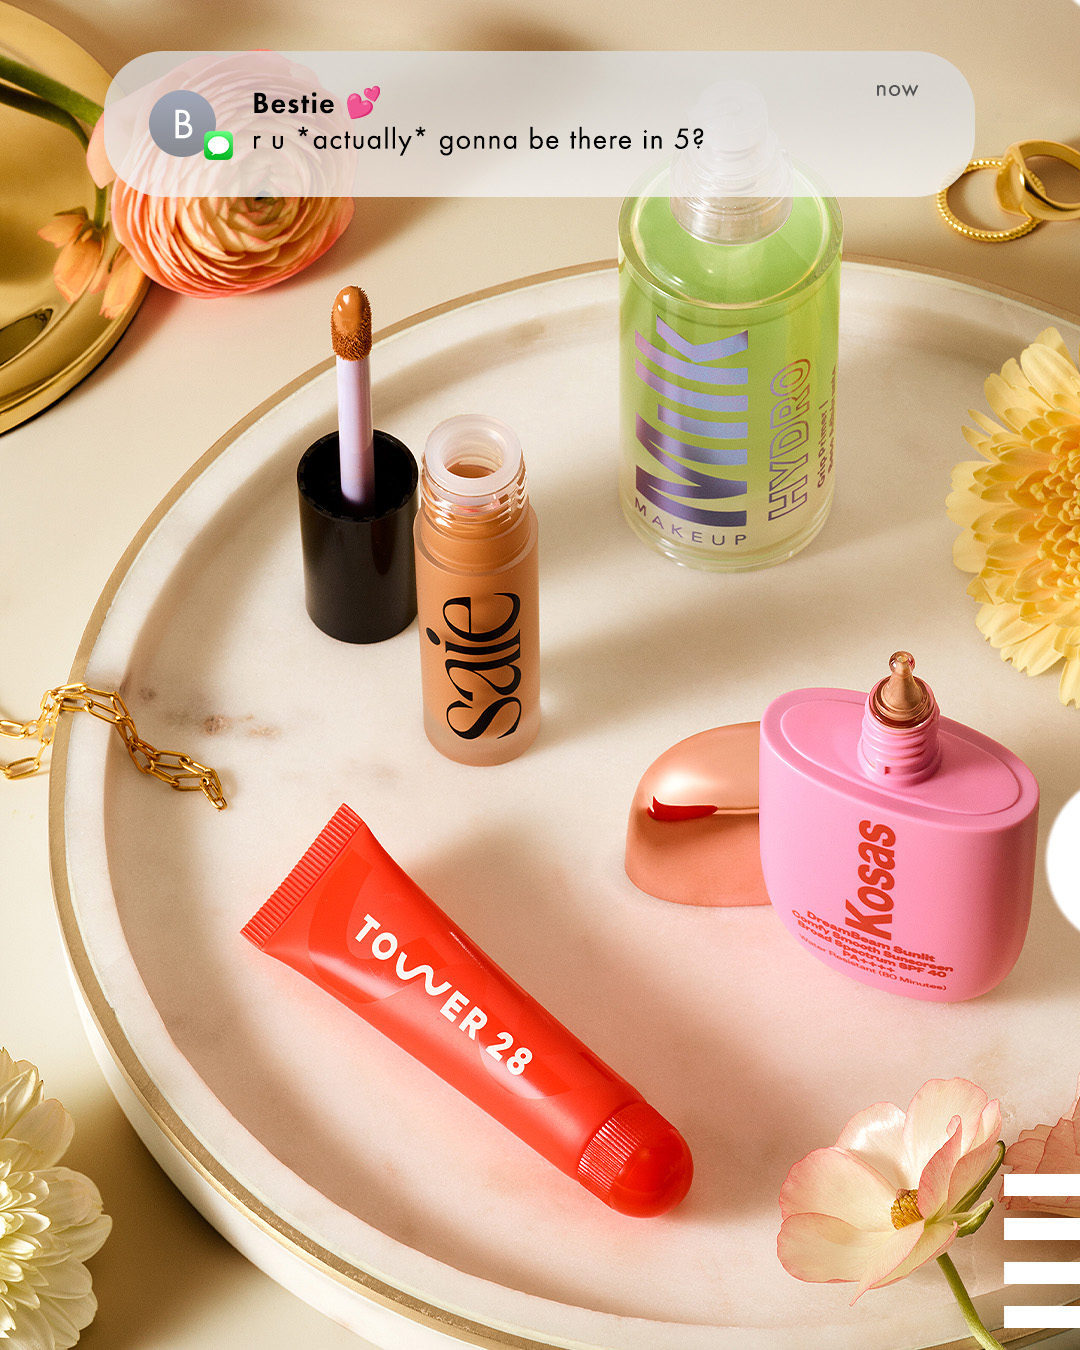 now
B
Bestie 💕
r u *actually* gonna be there in 5?
Milk
MAKEUP
HYDRO
Grip Primer |
saie
Kosas
DreamBeam Sunlit
Comfy Smooth Sunscreen
Broad Spectrum SPF 40
PA++++
Water Resistant (80 Minutes)
TOWER 28